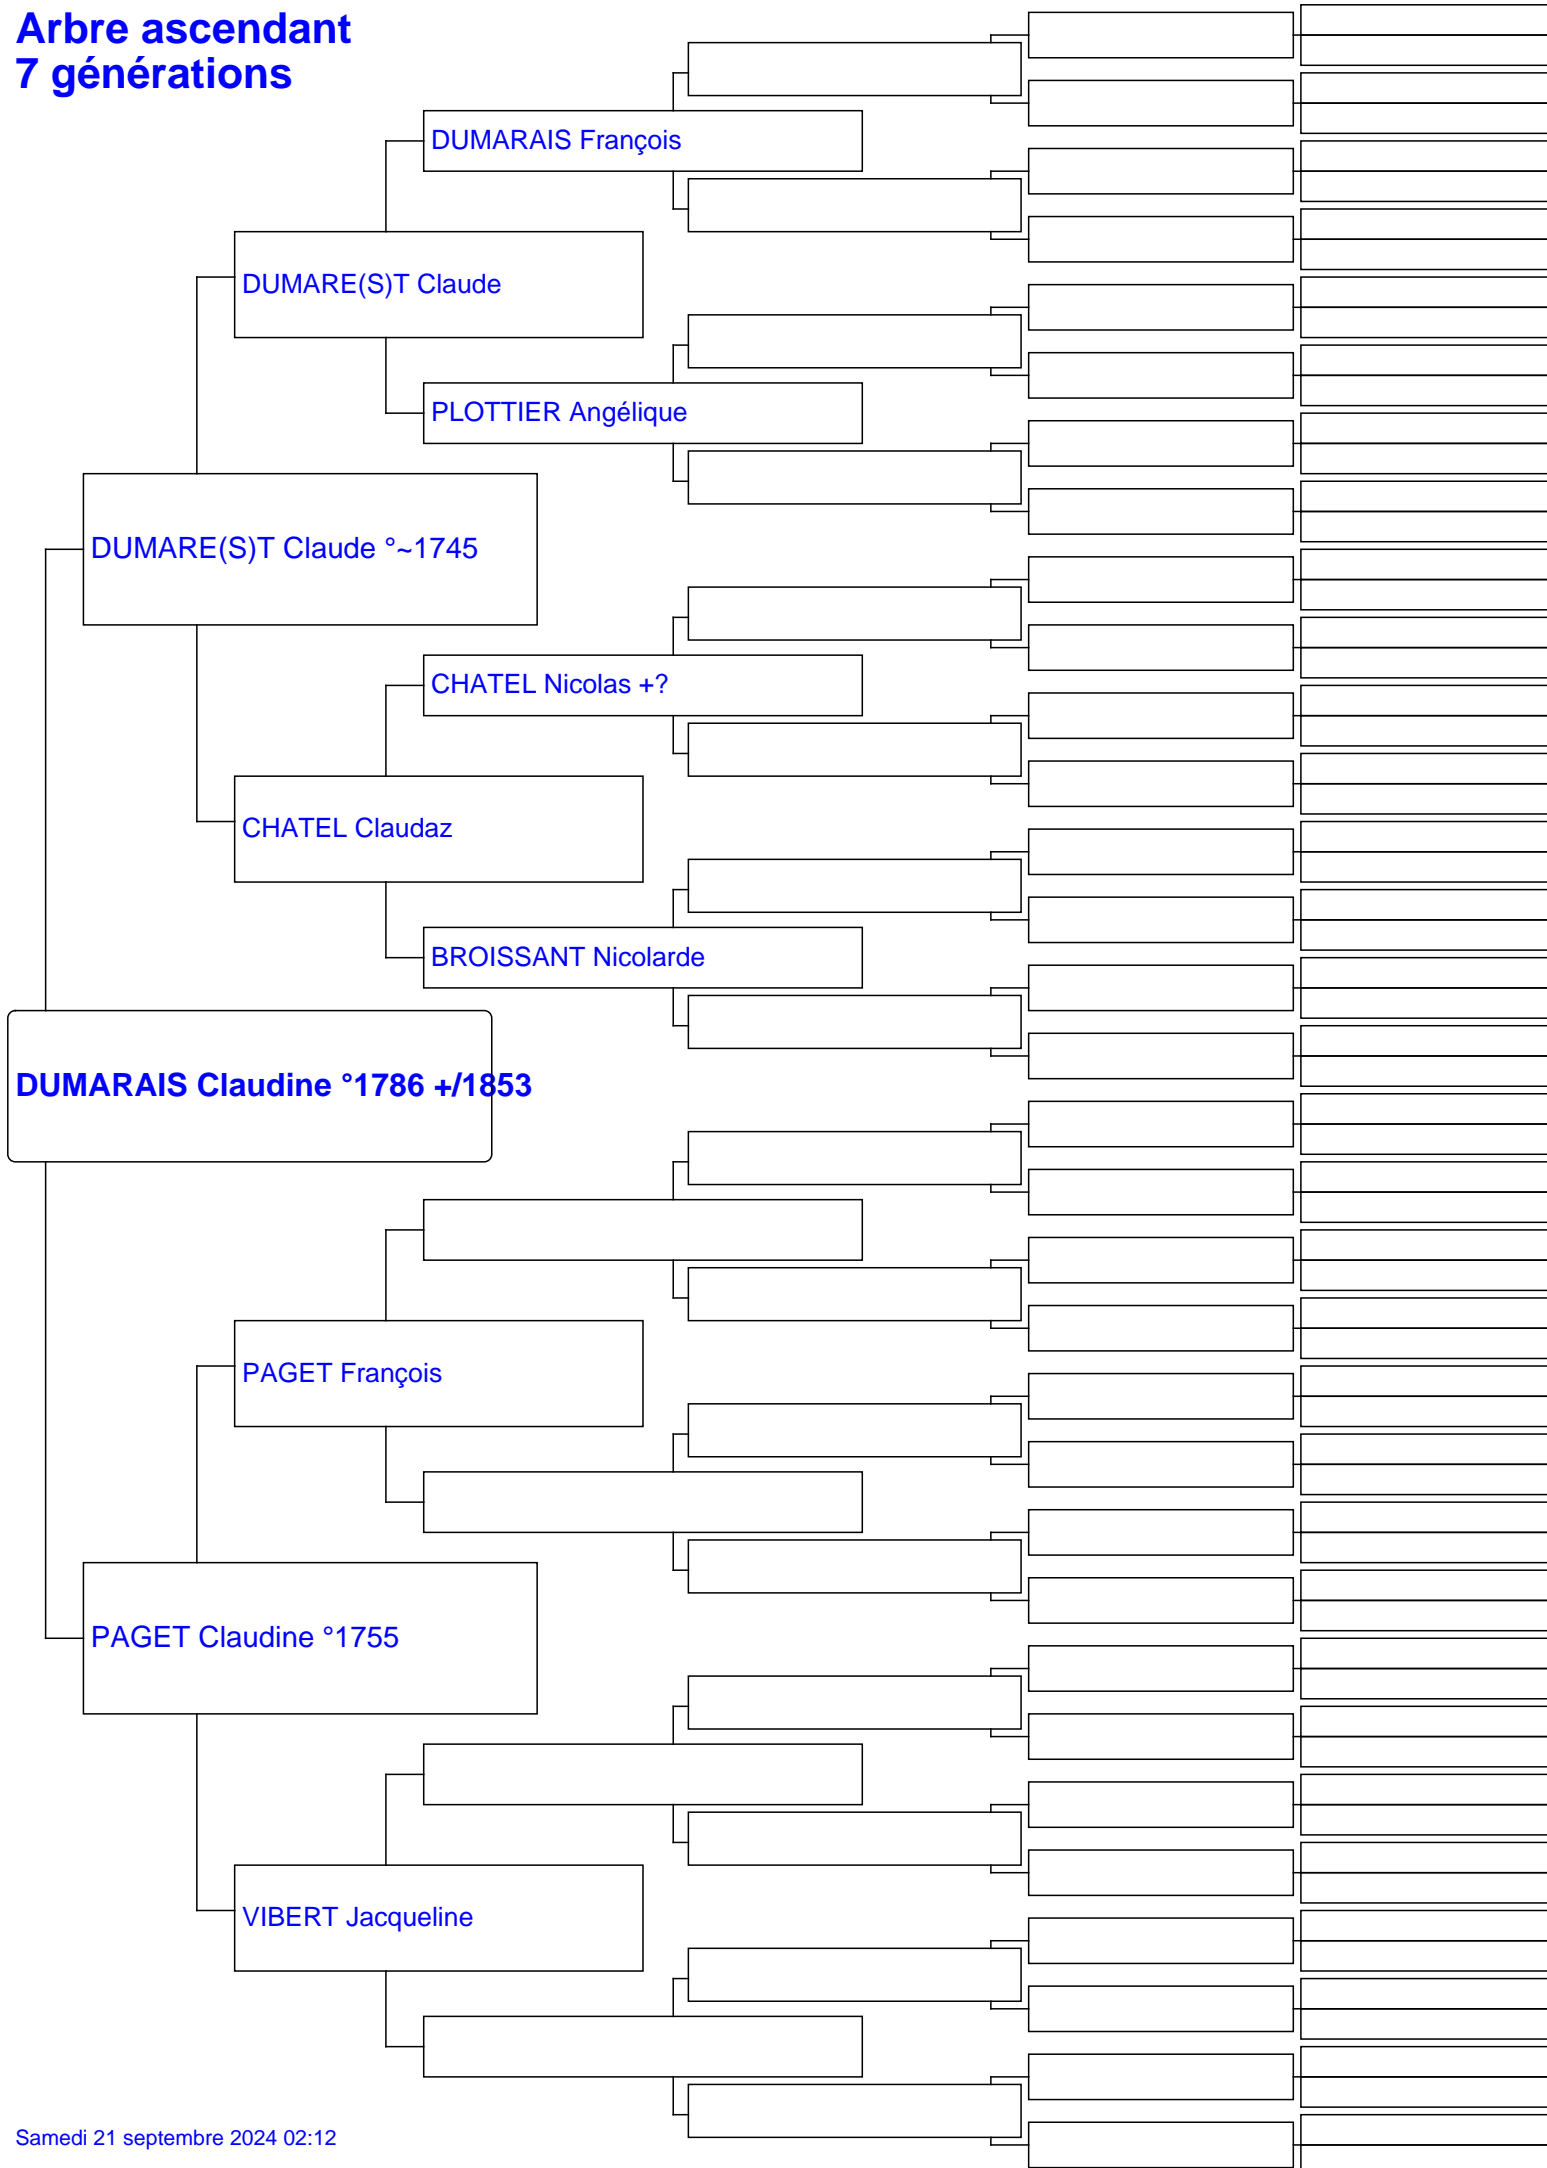 Arbre ascendant
7 générations
DUMARAIS François
DUMARE(S)T Claude
PLOTTIER Angélique
DUMARE(S)T Claude °~1745
CHATEL Nicolas +?
CHATEL Claudaz
BROISSANT Nicolarde
DUMARAIS Claudine °1786 +/1853
PAGET François
PAGET Claudine °1755
VIBERT Jacqueline
Samedi 21 septembre 2024 02:12